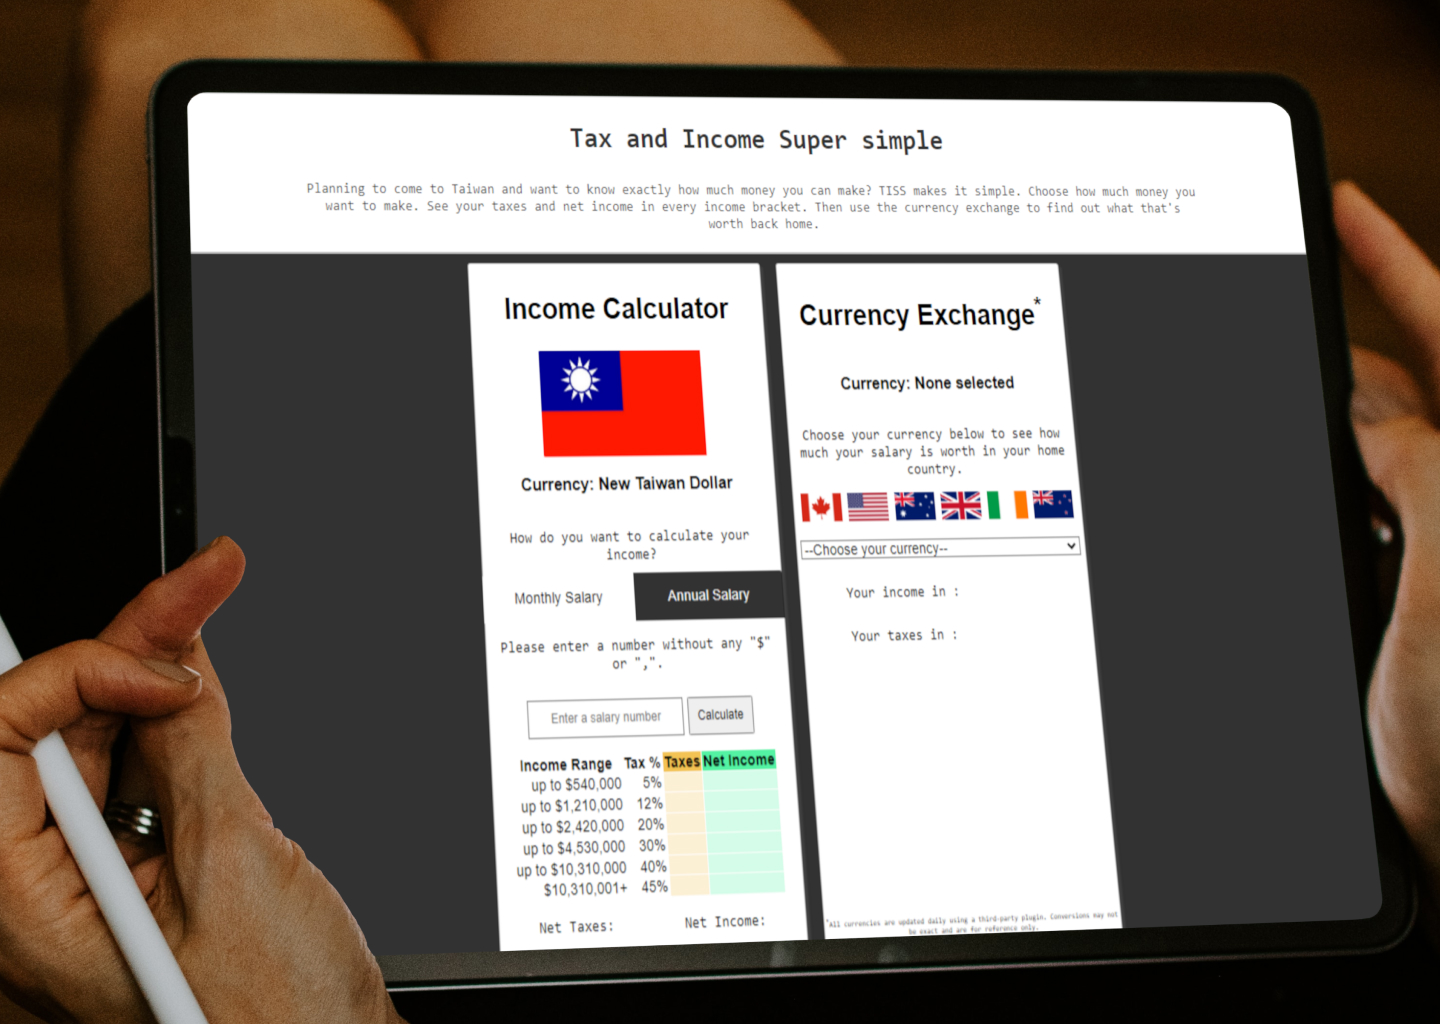 Tax and Income Super simple
Planning to come to Taiwan and want to know exactly how much money you can make? TISS makes it simple. Choose how much money you
want to make. See your taxes and net income in every income bracket. Then use the currency exchange to find out what that's
worth back home.
Income Calculator
Currency: New Taiwan Dollar
How do you want to calculate your
income?
Monthly Salary Annual Salary
Please enter a number without any "$"
or ",".
Enter a salary number Calculate
Income Range Tax % Taxes Net Income
up to $540,000 5%
up to $1,210,000 12%
up to $2,420,000 20%
up to $4,530,000 30%
up to $10,310,000 40%
$10,310,001+ 45%
Net Taxes: Net Income:
Currency Exchange*
Currency: None selected
Choose your currency below to see how
much your salary is worth in your home
country.
--Choose your currency--
Your income in :
Your taxes in :
*All currencies are updated daily using a third-party plugin. Conversions may not
be exact and are for reference only.